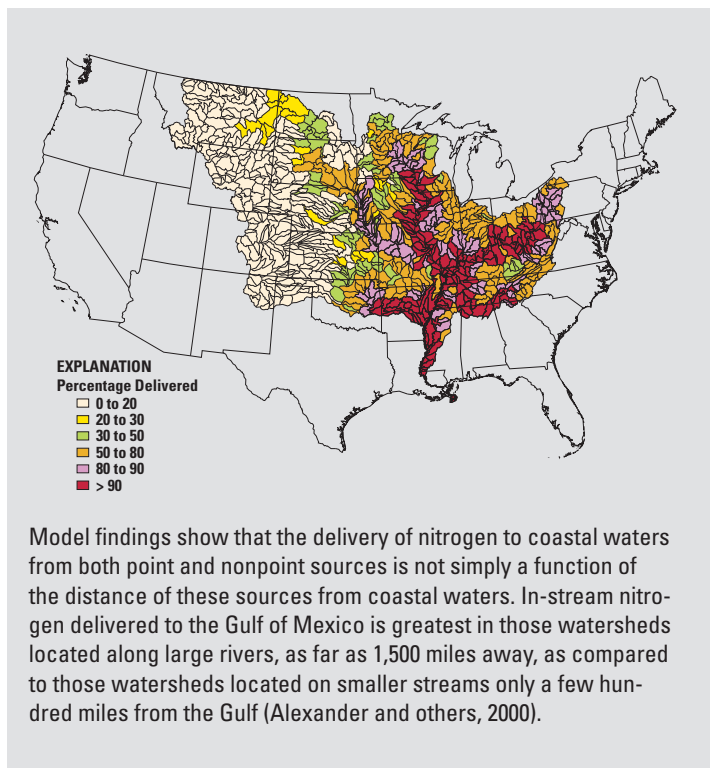 EXPLANATION
Percentage Delivered
0 to 20
20 to 30
30 to 50
50 to 80
80 to 90
> 90
Model findings show that the delivery of nitrogen to coastal waters
from both point and nonpoint sources is not simply a function of
the distance of these sources from coastal waters. In-stream nitro-
gen delivered to the Gulf of Mexico is greatest in those watersheds
located along large rivers, as far as 1,500 miles away, as compared
to those watersheds located on smaller streams only a few hun-
dred miles from the Gulf (Alexander and others, 2000).